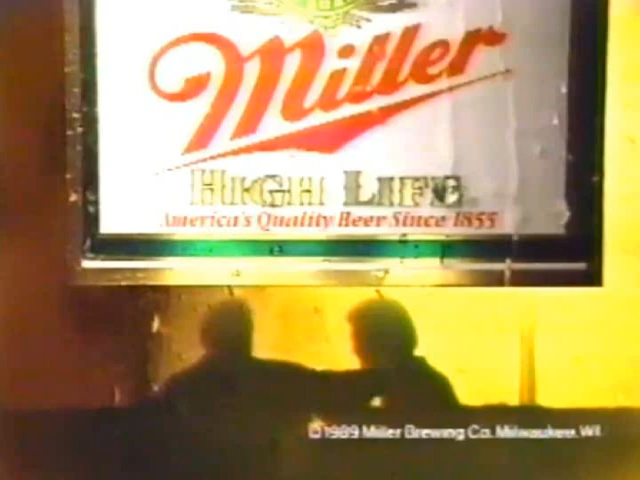 Miller
HIGH LIFE
America's Quality Beer Since 1855
©1989 Miller Brewing Co. Milwaukee, WI